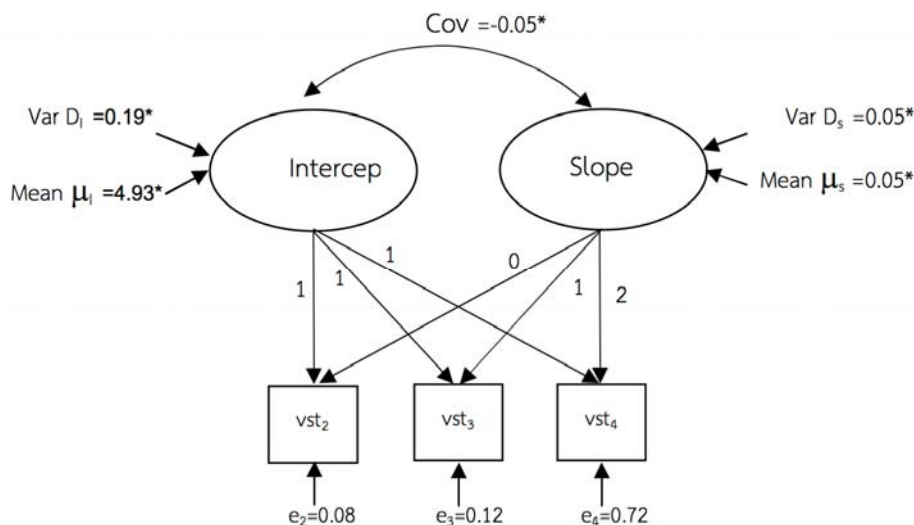 Cov =-0.05*
Var D_I =0.19*
Var D_s =0.05*
Intercep
Slope
Mean μ_I =4.93*
Mean μ_s =0.05*
1
1
1
0
1
2
vst₂
vst₃
vst₄
e₂=0.08
e₃=0.12
e₄=0.72